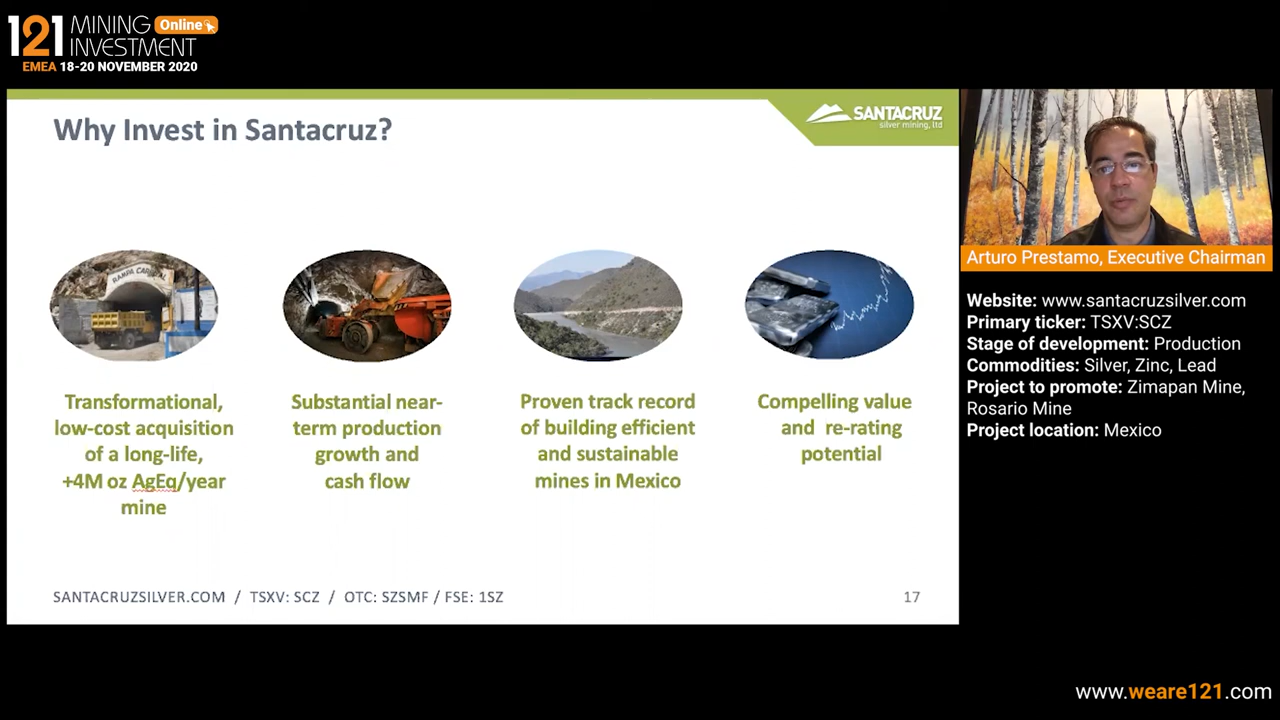 121 MINING Online
INVESTMENT
EMEA 18-20 NOVEMBER 2020
Why Invest in Santacruz?
SANTACRUZ
silver mining, ltd
RAMPA CARRIZAL
Transformational,
low-cost acquisition
of a long-life,
+4M oz AgEq/year
mine
Substantial near-
term production
growth and
cash flow
Proven track record
of building efficient
and sustainable
mines in Mexico
Compelling value
and re-rating
potential
SANTACRUZSILVER.COM / TSXV: SCZ / OTC: SZSMF / FSE: 1SZ
17
Arturo Prestamo, Executive Chairman
Website: www.santacruzsilver.com
Primary ticker: TSXV:SCZ
Stage of development: Production
Commodities: Silver, Zinc, Lead
Project to promote: Zimapan Mine,
Rosario Mine
Project location: Mexico
www.weare121.com